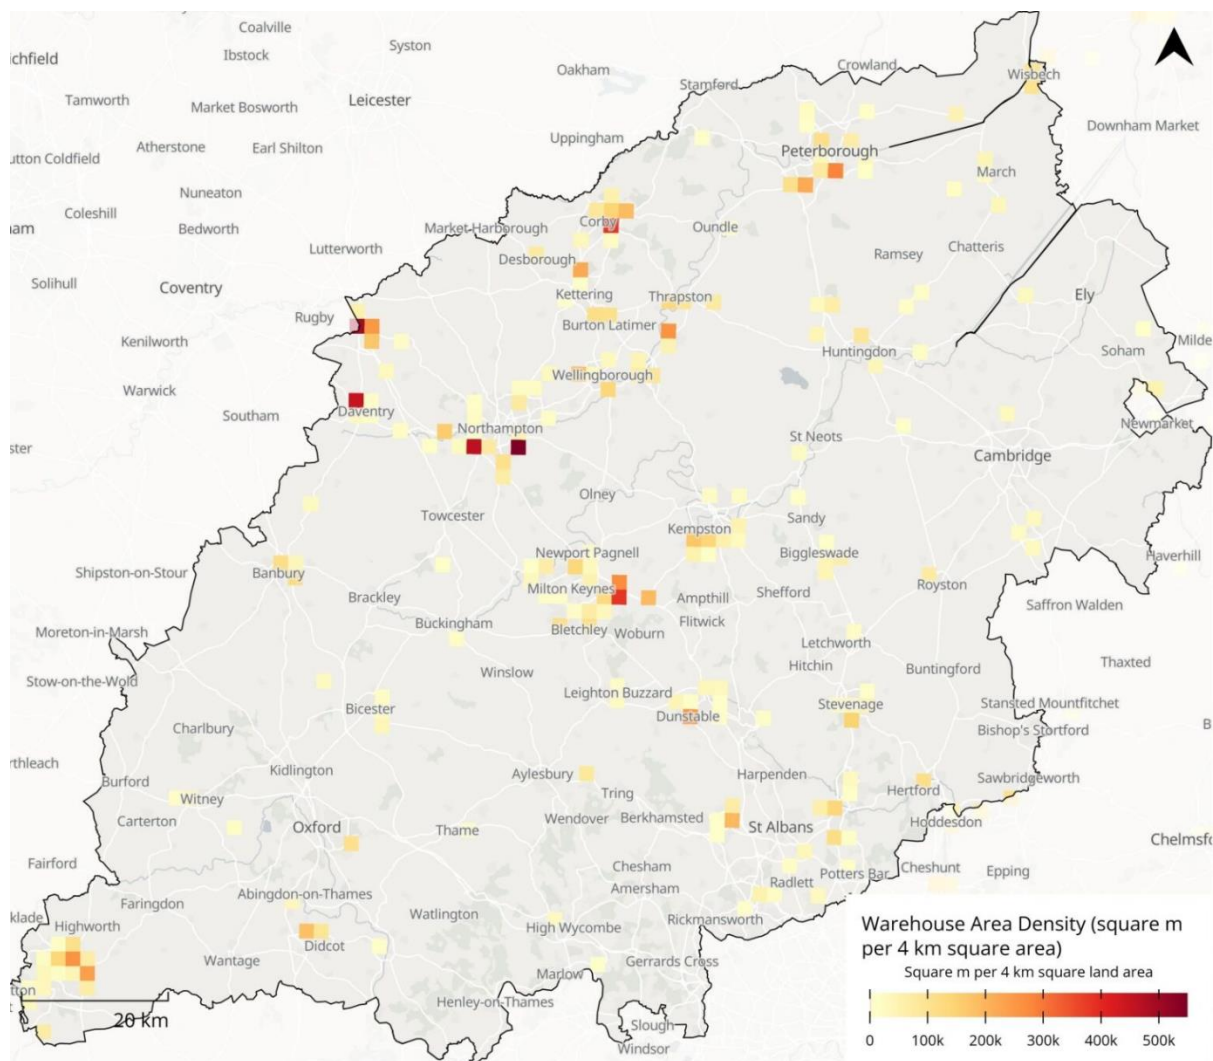 Coalville
Syston
chfield
Ibstock
Oakham
Crowland
Wisbech
Stamford
Tamworth
Market Bosworth
Leicester
Downham Market
Uppingham
Atherstone
Earl Shilton
utton Coldfield
Peterborough
March
Nuneaton
Coleshill
Bedworth
am
Market-Harborough
Corby
Oundle
Lutterworth
Chatteris
Ramsey
Desborough
Solihull
Coventry
Kettering
Thrapston
Ely
Rugby
Burton Latimer
Kenilworth
Huntingdon
Soham
Milde
Wellingborough
Warwick
Southam
Daventry
Northampton
St Neots
Newmarket
ster
Cambridge
Olney
Towcester
Kempston
Sandy
Newport Pagnell
Biggleswade
Haverhill
Shipston-on-Stour
Banbury
Milton Keynes
Royston
Brackley
Ampthill
Shefford
Saffron Walden
Buckingham
Bletchley
Woburn
Flitwick
Moreton-in-Marsh
Letchworth
Hitchin
Buntingford
Thaxted
Winslow
Stow-on-the-Wold
Leighton Buzzard
Stansted Mountfitchet
Bicester
Dunstable
Stevenage
Charlbury
Bishop's Stortford
B
rthleach
Kidlington
Aylesbury
Harpenden
Sawbridgeworth
Burford
Tring
Hertford
Witney
Carterton
Wendover
Berkhamsted
Oxford
Thame
St Albans
Hoddesdon
Chelmsfo
Fairford
Chesham
Cheshunt
Epping
Abingdon-on-Thames
Amersham
Radlett
Potters Bar
Faringdon
Watlington
Rickmansworth
klade
Highworth
High Wycombe
Didcot
Wantage
Gerrards Cross
Marlow
tton
t
Henley-on-Thames
20 km
Slough
Windsor
Warehouse Area Density (square m
per 4 km square area)
Square m per 4 km square land area
0 100k 200k 300k 400k 500k